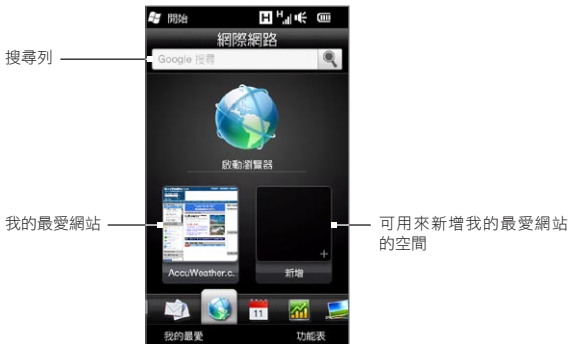 開始
H
H
網際網路
搜尋列
Google 搜尋
啟動瀏覽器
我的最愛網站
可用來新增我的最愛網站
的空間
AccuWeather.c.
新增
11
我的最愛
功能表